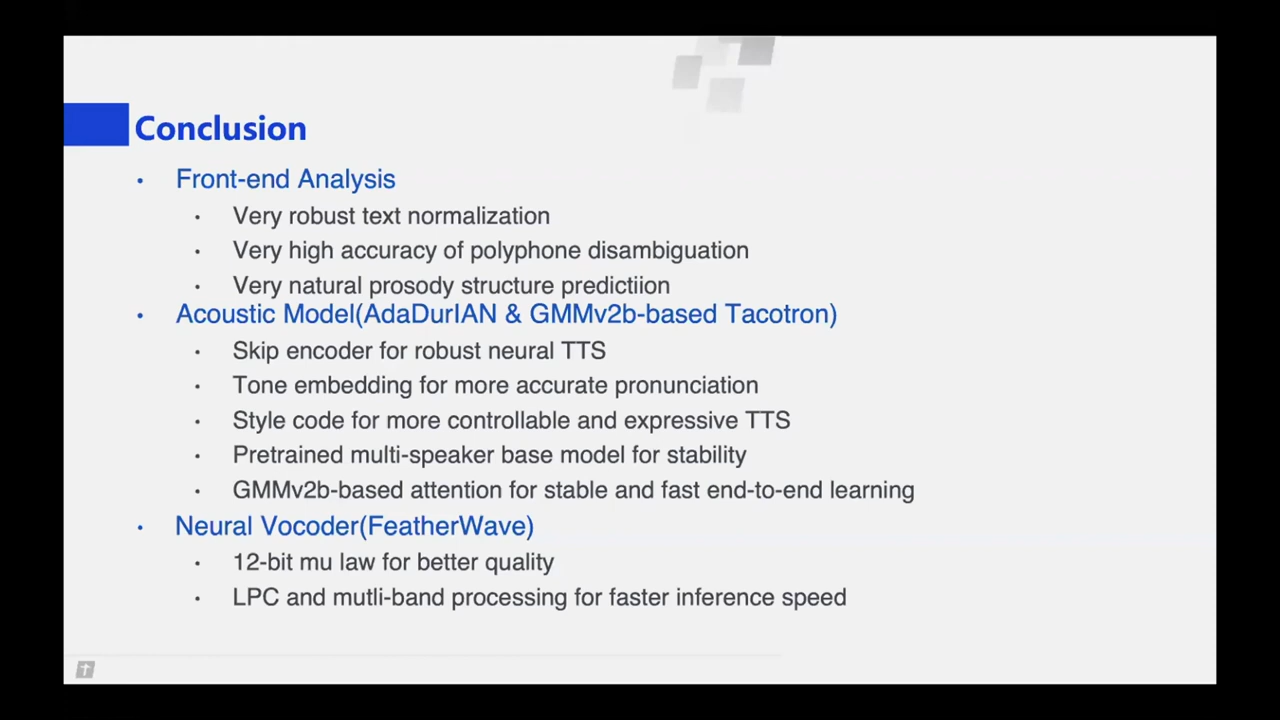 Conclusion
• Front-end Analysis
• Very robust text normalization
• Very high accuracy of polyphone disambiguation
• Very natural prosody structure predictiion
• Acoustic Model(AdaDurIAN & GMMv2b-based Tacotron)
• Skip encoder for robust neural TTS
• Tone embedding for more accurate pronunciation
• Style code for more controllable and expressive TTS
• Pretrained multi-speaker base model for stability
• GMMv2b-based attention for stable and fast end-to-end learning
• Neural Vocoder(FeatherWave)
• 12-bit mu law for better quality
• LPC and mutli-band processing for faster inference speed